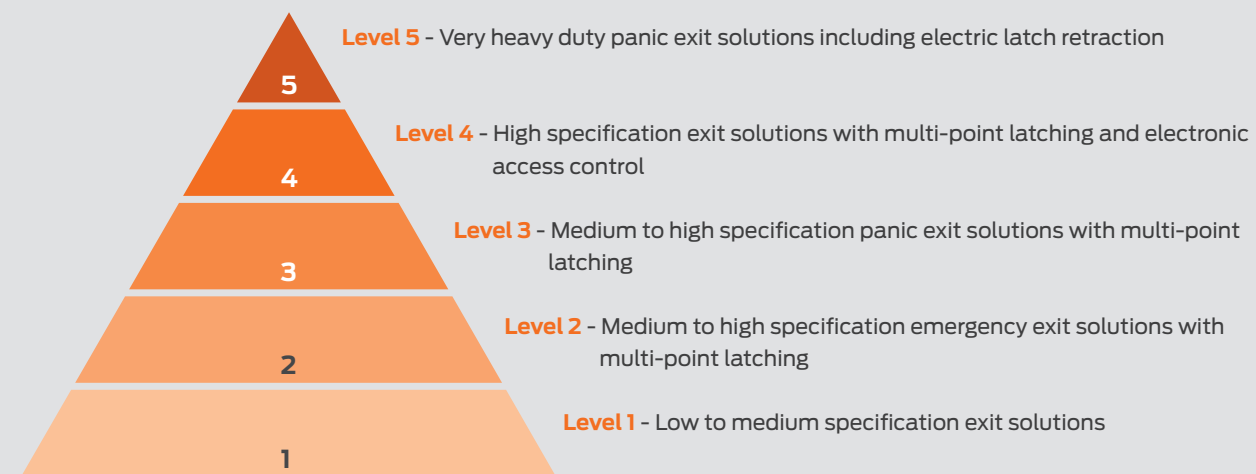 Level 5 - Very heavy duty panic exit solutions including electric latch retraction
5
Level 4 - High specification exit solutions with multi-point latching and electronic
access control
4
Level 3 - Medium to high specification panic exit solutions with multi-point
latching
3
Level 2 - Medium to high specification emergency exit solutions with
multi-point latching
2
Level 1 - Low to medium specification exit solutions
1